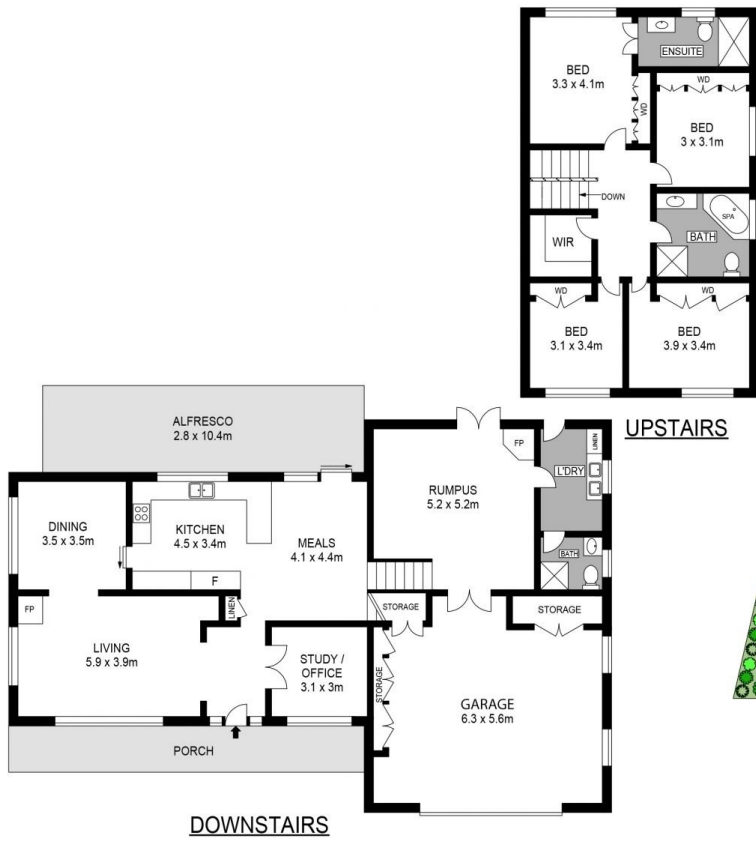 ENSUITE
BED
3.3 x 4.1m
WD
WD
BED
3 x 3.1m
DOWN
SPA
WIR
BATH
WD
WD
BED
3.1 x 3.4m
BED
3.9 x 3.4m
UPSTAIRS
ALFRESCO
2.8 x 10.4m
FP
LINEN
L'DRY
RUMPUS
5.2 x 5.2m
DINING
3.5 x 3.5m
KITCHEN
4.5 x 3.4m
MEALS
4.1 x 4.4m
F
BATH
FP
LINEN
STORAGE
STORAGE
LIVING
5.9 x 3.9m
STUDY /
OFFICE
3.1 x 3m
STORAGE
GARAGE
6.3 x 5.6m
PORCH
DOWNSTAIRS